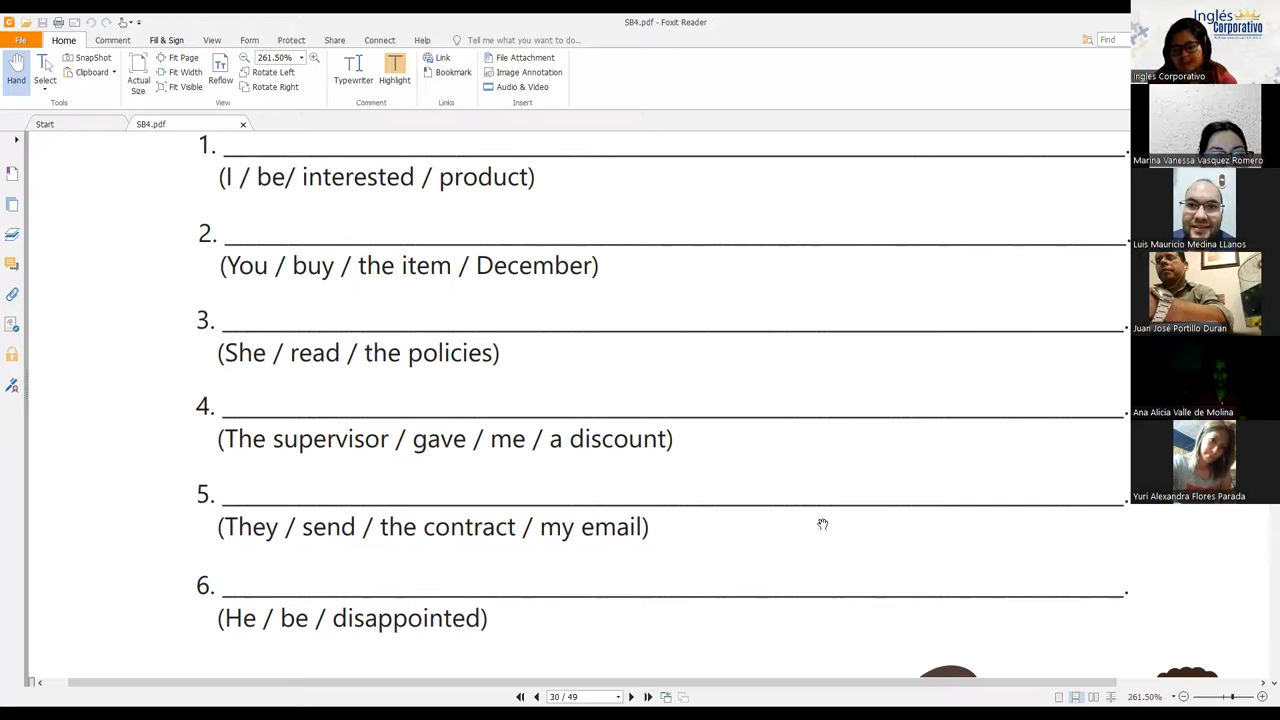 SB4.pdf - Foxit Reader
File Home Comment Fill & Sign View Form Protect Share Connect Help Tell me what you want to do... Find
Hand
Select
SnapShot
Clipboard
Actual Size
Fit Page
Fit Width
Fit Visible
Reflow
261.50%
Rotate Left
Rotate Right
Typewriter
Highlight
Link
Bookmark
File Attachment
Image Annotation
Audio & Video
Tools View Comment Links Insert
Start SB4.pdf
1. ______.
(I / be/ interested / product)
2. ______.
(You / buy / the item / December)
3. ______.
(She / read / the policies)
4. ______.
(The supervisor / gave / me / a discount)
5. ______.
(They / send / the contract / my email)
6. ______.
(He / be / disappointed)
30 / 49
261.50%
Inglés
Corporativo
Ingles Corporativo
Marina Vanessa Vasquez Romero
Luis Mauricio Medina LLanos
Juan José Portillo Duran
Ana Alicia Valle de Molina
Yuri Alexandra Flores Parada